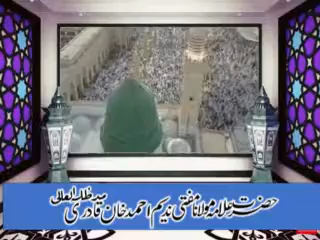 حضرت علامہ مولانا مفتی ندیم احمد خان قادری مدظلہ العالی